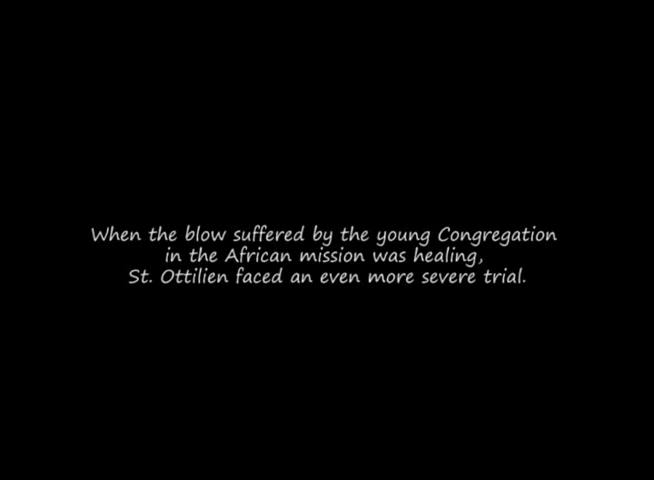 When the blow suffered by the young Congregation
in the African mission was healing,
St. Ottilien faced an even more severe trial.